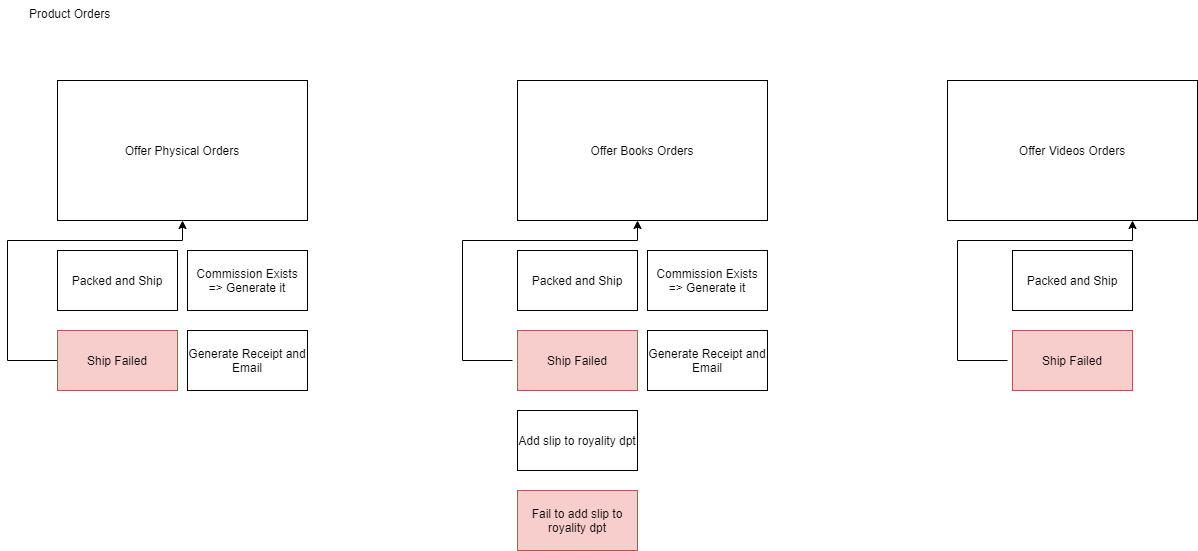 Product Orders
Offer Physical Orders
Offer Books Orders
Offer Videos Orders
Packed and Ship
Commission Exists
=> Generate it
Packed and Ship
Commission Exists
=> Generate it
Packed and Ship
Ship Failed
Generate Receipt and
Email
Ship Failed
Generate Receipt and
Email
Ship Failed
Add slip to royality dpt
Fail to add slip to
royality dpt